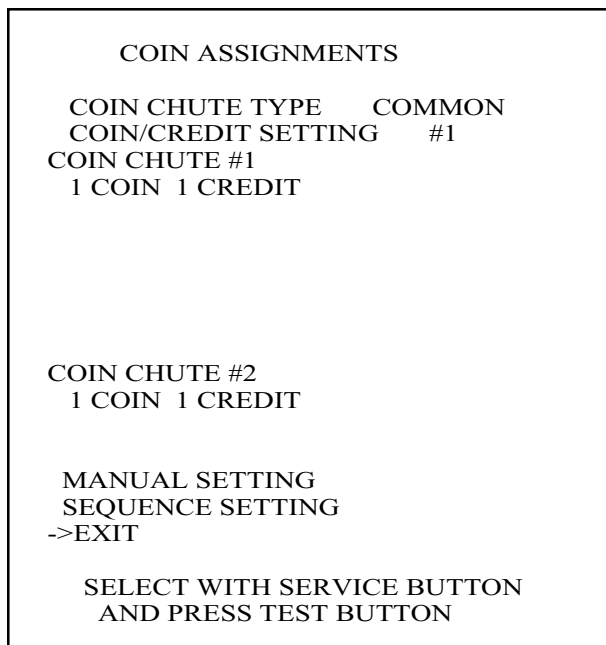 COIN ASSIGNMENTS
COIN CHUTE TYPE COMMON
COIN/CREDIT SETTING #1
COIN CHUTE #1
1 COIN 1 CREDIT
COIN CHUTE #2
1 COIN 1 CREDIT
MANUAL SETTING
SEQUENCE SETTING
->EXIT
SELECT WITH SERVICE BUTTON
AND PRESS TEST BUTTON